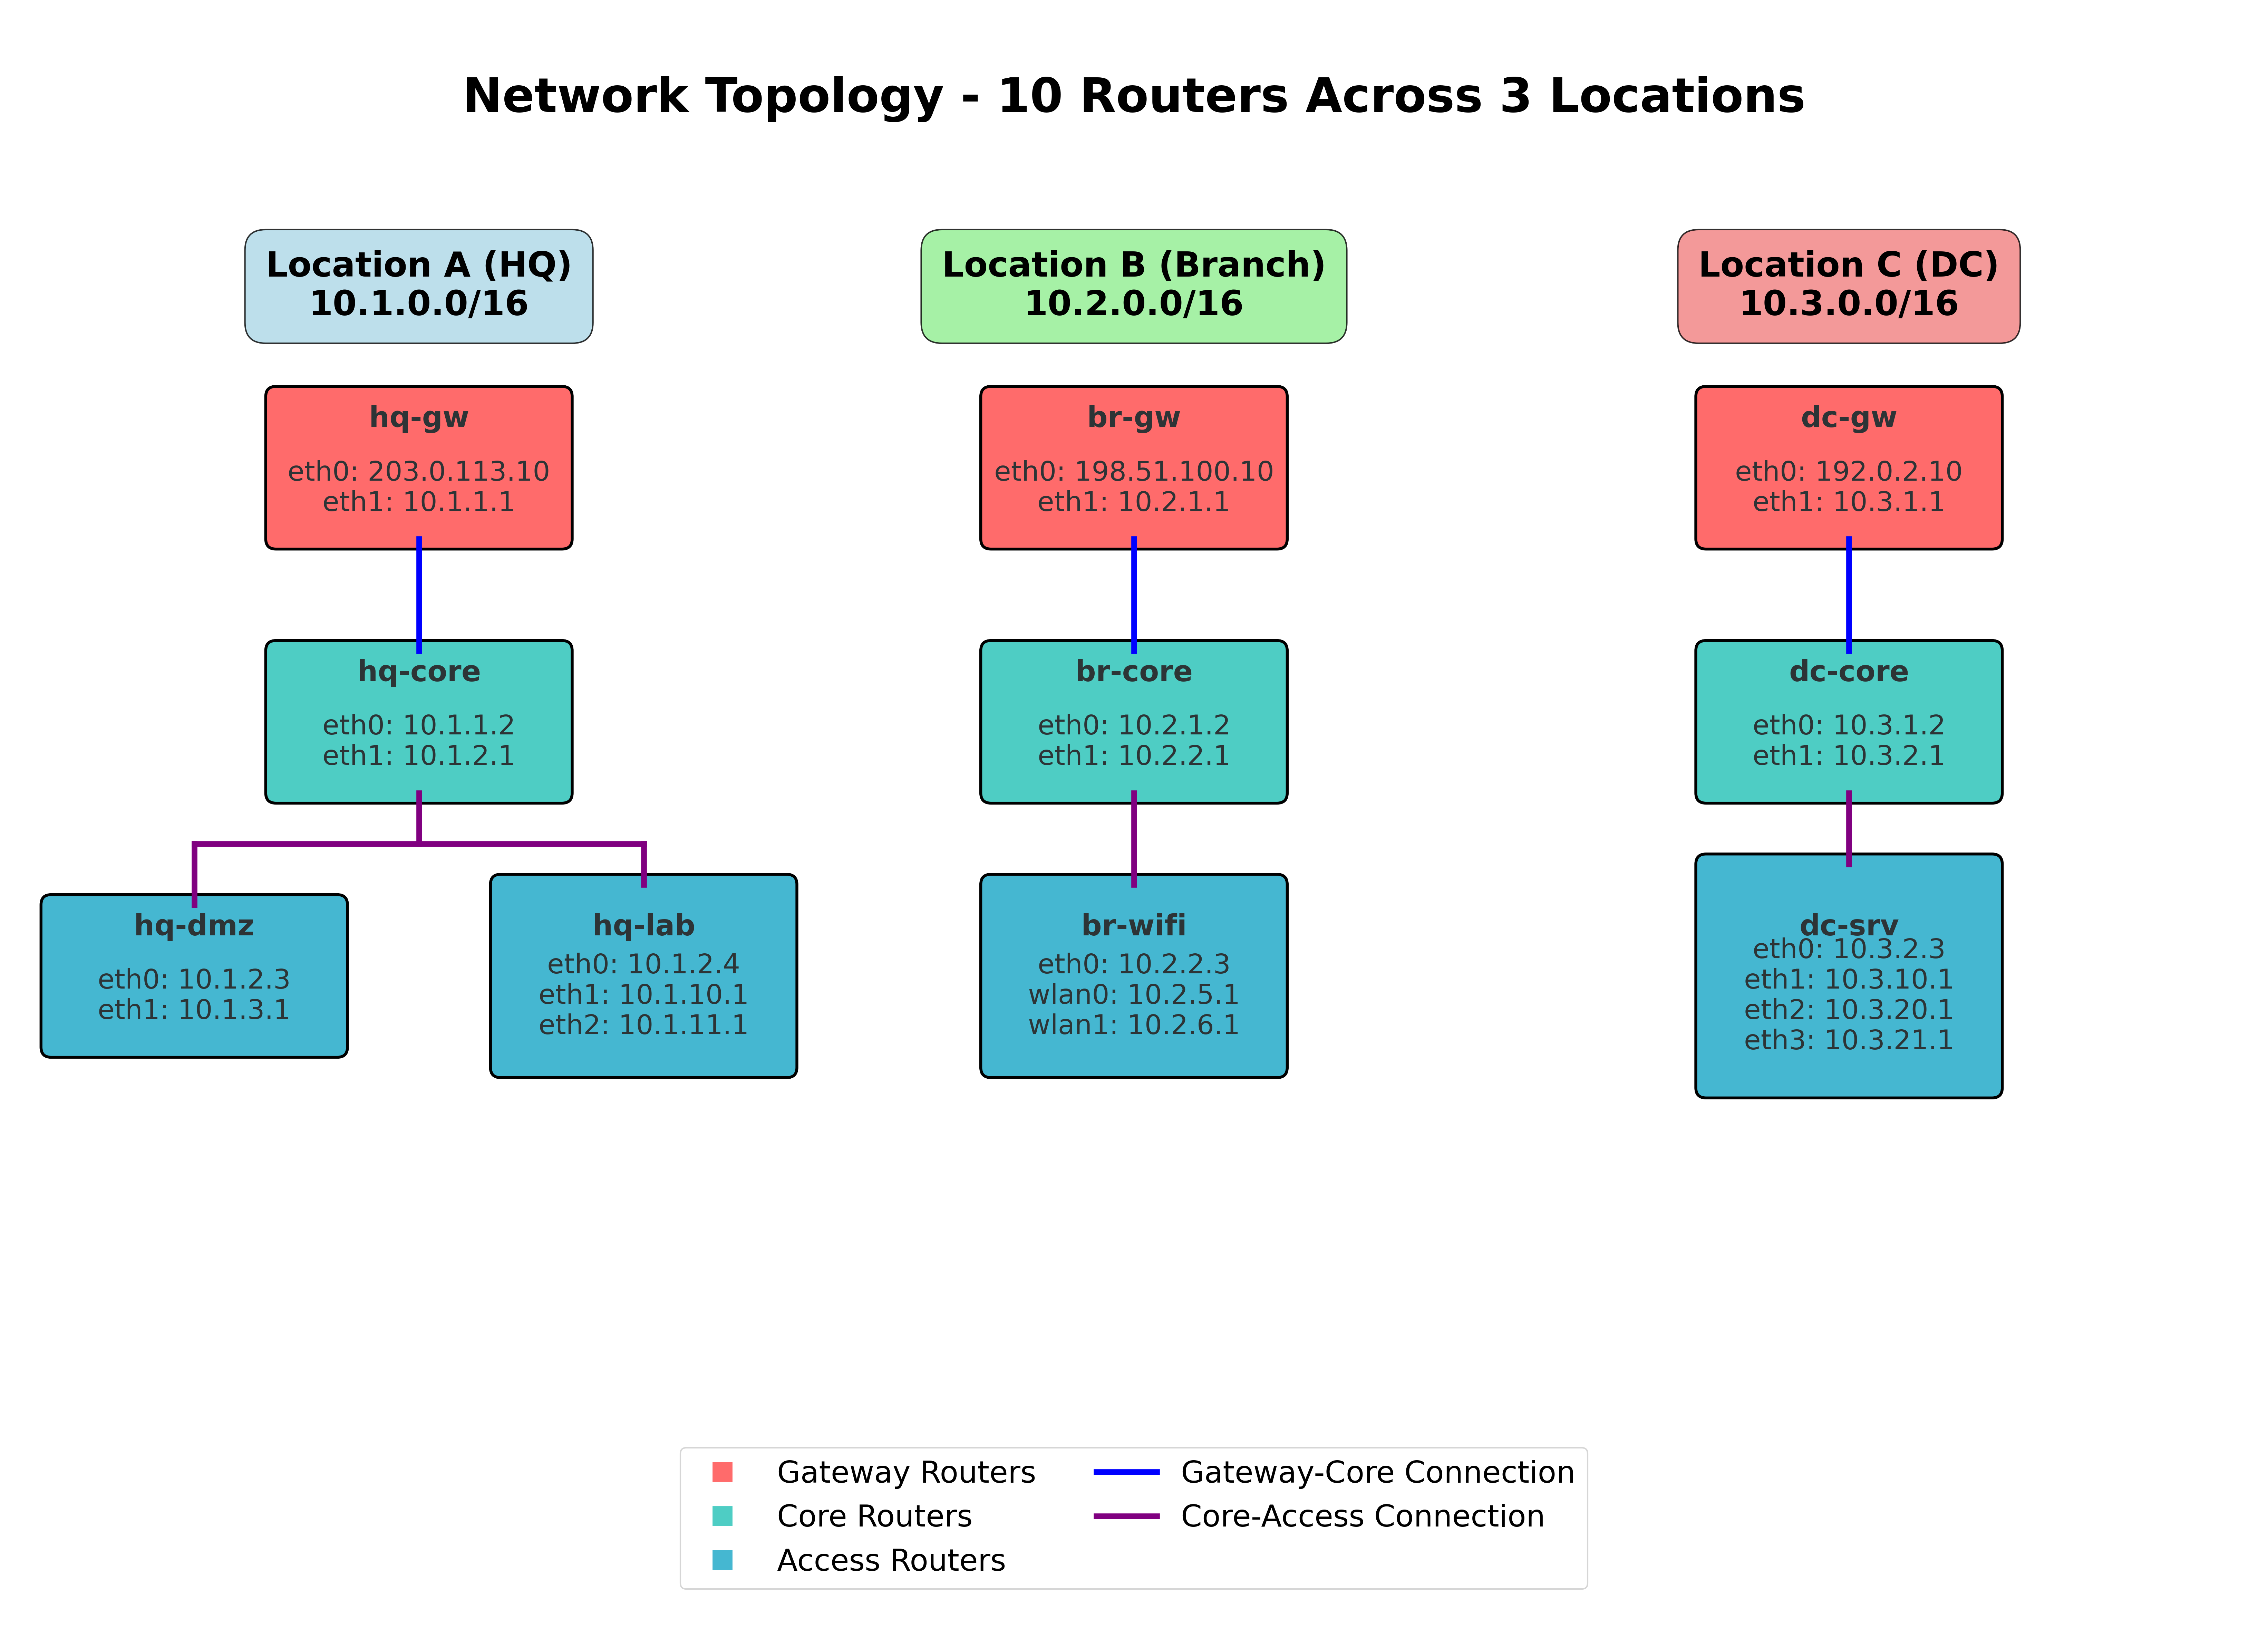 Network Topology - 10 Routers Across 3 Locations
Location A (HQ)
10.1.0.0/16
Location B (Branch)
10.2.0.0/16
Location C (DC)
10.3.0.0/16
hq-gw
eth0: 203.0.113.10
eth1: 10.1.1.1
br-gw
eth0: 198.51.100.10
eth1: 10.2.1.1
dc-gw
eth0: 192.0.2.10
eth1: 10.3.1.1
hq-core
eth0: 10.1.1.2
eth1: 10.1.2.1
br-core
eth0: 10.2.1.2
eth1: 10.2.2.1
dc-core
eth0: 10.3.1.2
eth1: 10.3.2.1
hq-dmz
eth0: 10.1.2.3
eth1: 10.1.3.1
hq-lab
eth0: 10.1.2.4
eth1: 10.1.10.1
eth2: 10.1.11.1
br-wifi
eth0: 10.2.2.3
wlan0: 10.2.5.1
wlan1: 10.2.6.1
dc-srv
eth0: 10.3.2.3
eth1: 10.3.10.1
eth2: 10.3.20.1
eth3: 10.3.21.1
Gateway Routers
Core Routers
Access Routers
Gateway-Core Connection
Core-Access Connection